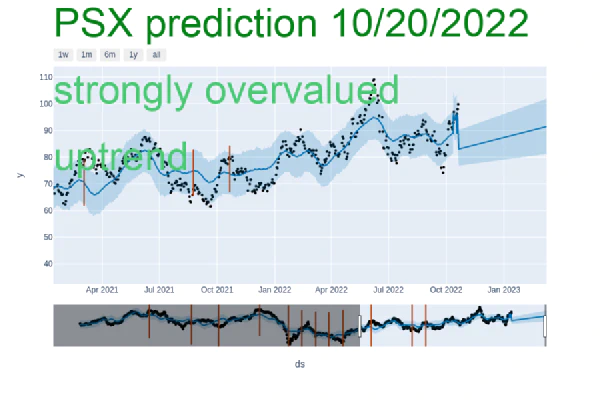 PSX prediction 10/20/2022
1w 1m 6m 1y all
110
strongly overvalued
100
90
uptrend
80
70
y
60
50
40
Apr 2021 Jul 2021 Oct 2021 Jan 2022 Apr 2022 Jul 2022 Oct 2022 Jan 2023
ds